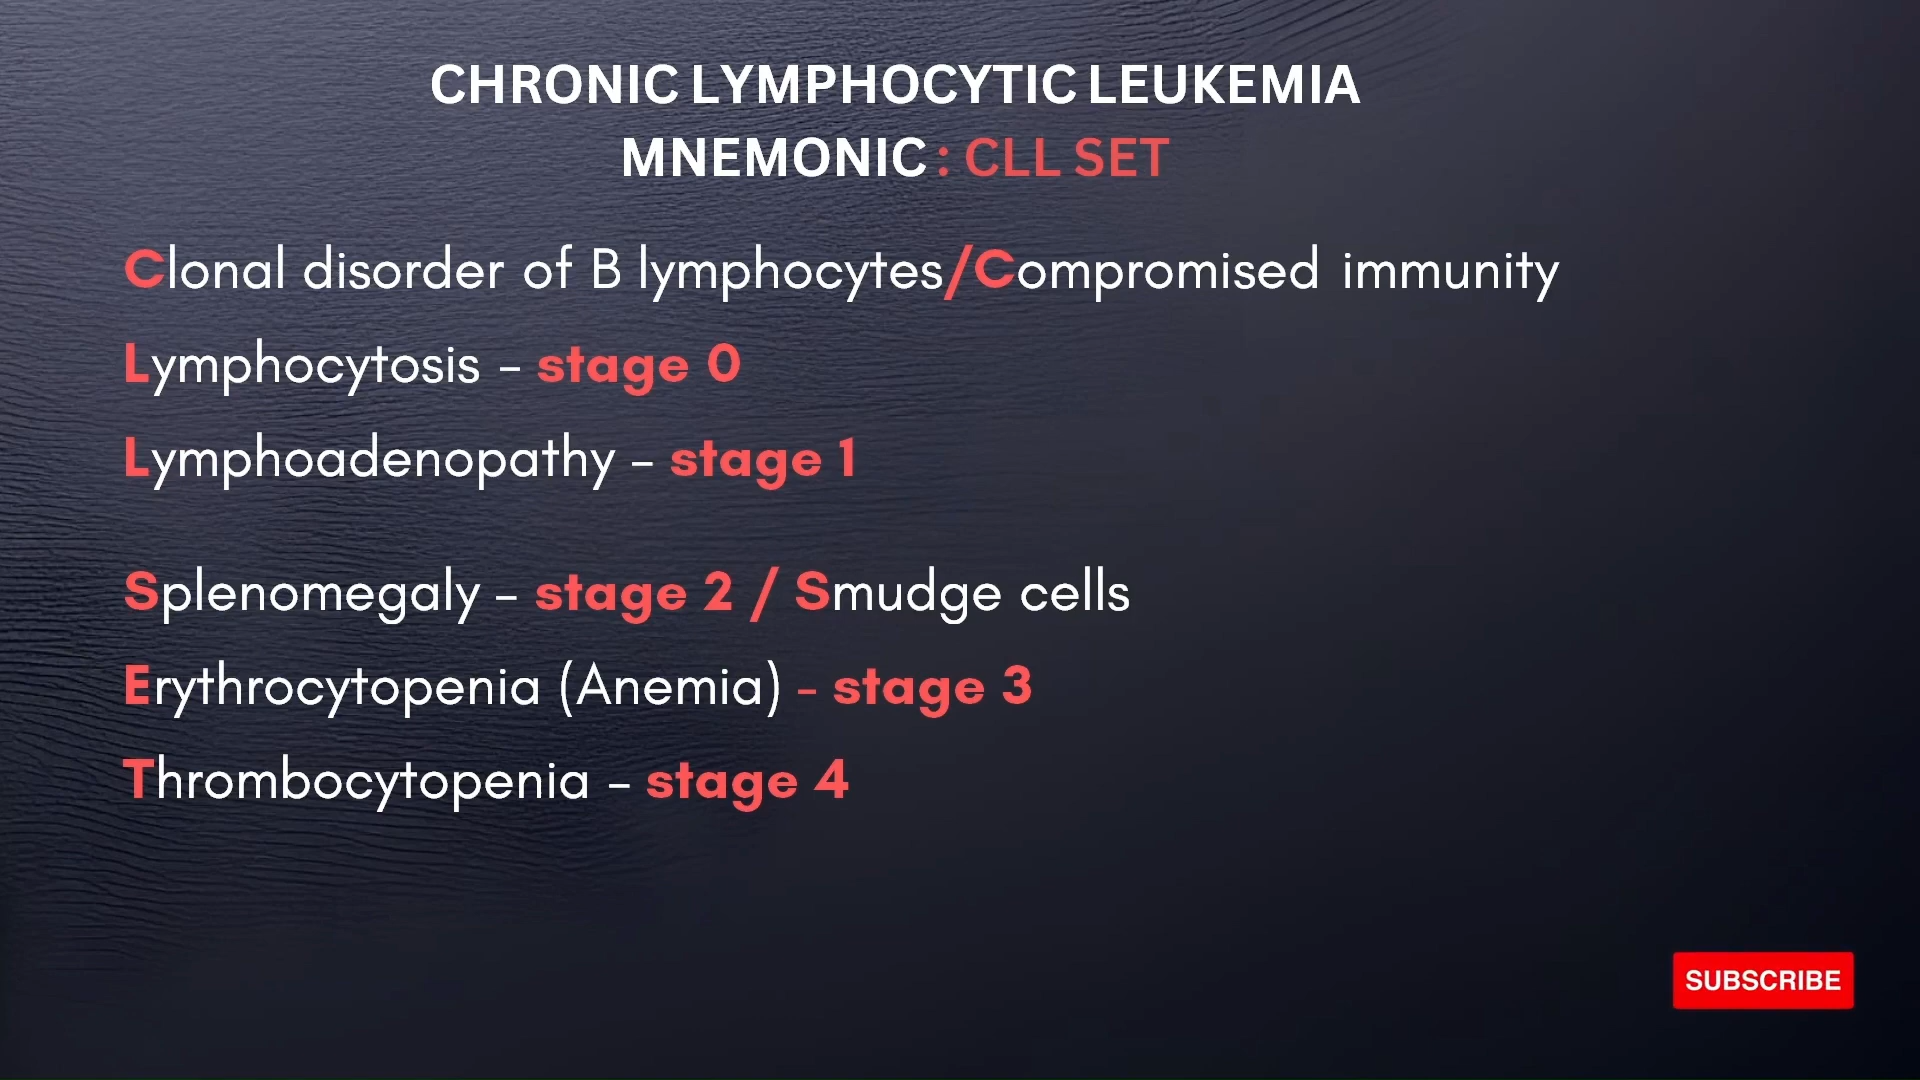 CHRONIC LYMPHOCYTIC LEUKEMIA
MNEMONIC : CLL SET
Clonal disorder of B lymphocytes/Compromised immunity
Lymphocytosis - stage 0
Lymphoadenopathy - stage 1
Splenomegaly - stage 2 / Smudge cells
Erythrocytopenia (Anemia) - stage 3
Thrombocytopenia - stage 4
SUBSCRIBE